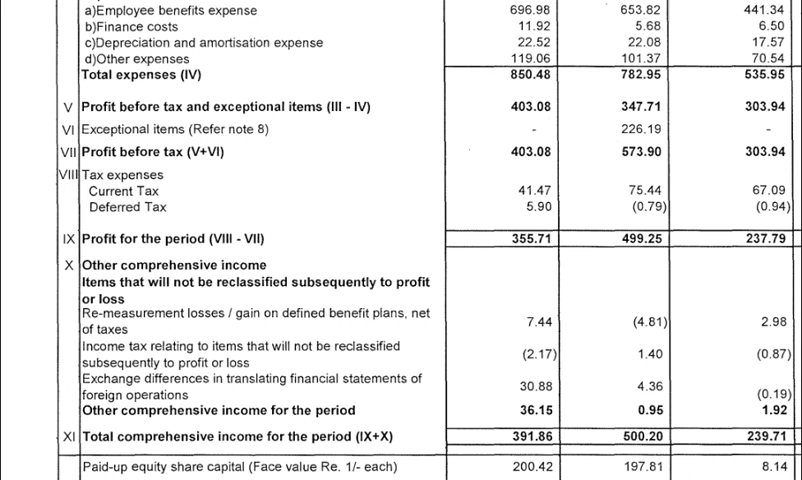 a)Employee benefits expense 696.98 653.82 441.34
b)Finance costs 11.92 5.68 6.50
c)Depreciation and amortisation expense 22.52 22.08 17.57
d)Other expenses 119.06 101.37 70.54
Total expenses (IV) 850.48 782.95 535.95
V Profit before tax and exceptional items (III - IV) 403.08 347.71 303.94
VI Exceptional items (Refer note 8) - 226.19 -
VII Profit before tax (V+VI) 403.08 573.90 303.94
VIII Tax expenses
Current Tax 41.47 75.44 67.09
Deferred Tax 5.90 (0.79) (0.94)
IX Profit for the period (VIII - VII) 355.71 499.25 237.79
X Other comprehensive income
Items that will not be reclassified subsequently to profit
or loss
Re-measurement losses / gain on defined benefit plans, net
of taxes 7.44 (4.81) 2.98
Income tax relating to items that will not be reclassified
subsequently to profit or loss (2.17) 1.40 (0.87)
Exchange differences in translating financial statements of
foreign operations 30.88 4.36 (0.19)
Other comprehensive income for the period 36.15 0.95 1.92
XI Total comprehensive income for the period (IX+X) 391.86 500.20 239.71
Paid-up equity share capital (Face value Re. 1/- each) 200.42 197.81 8.14